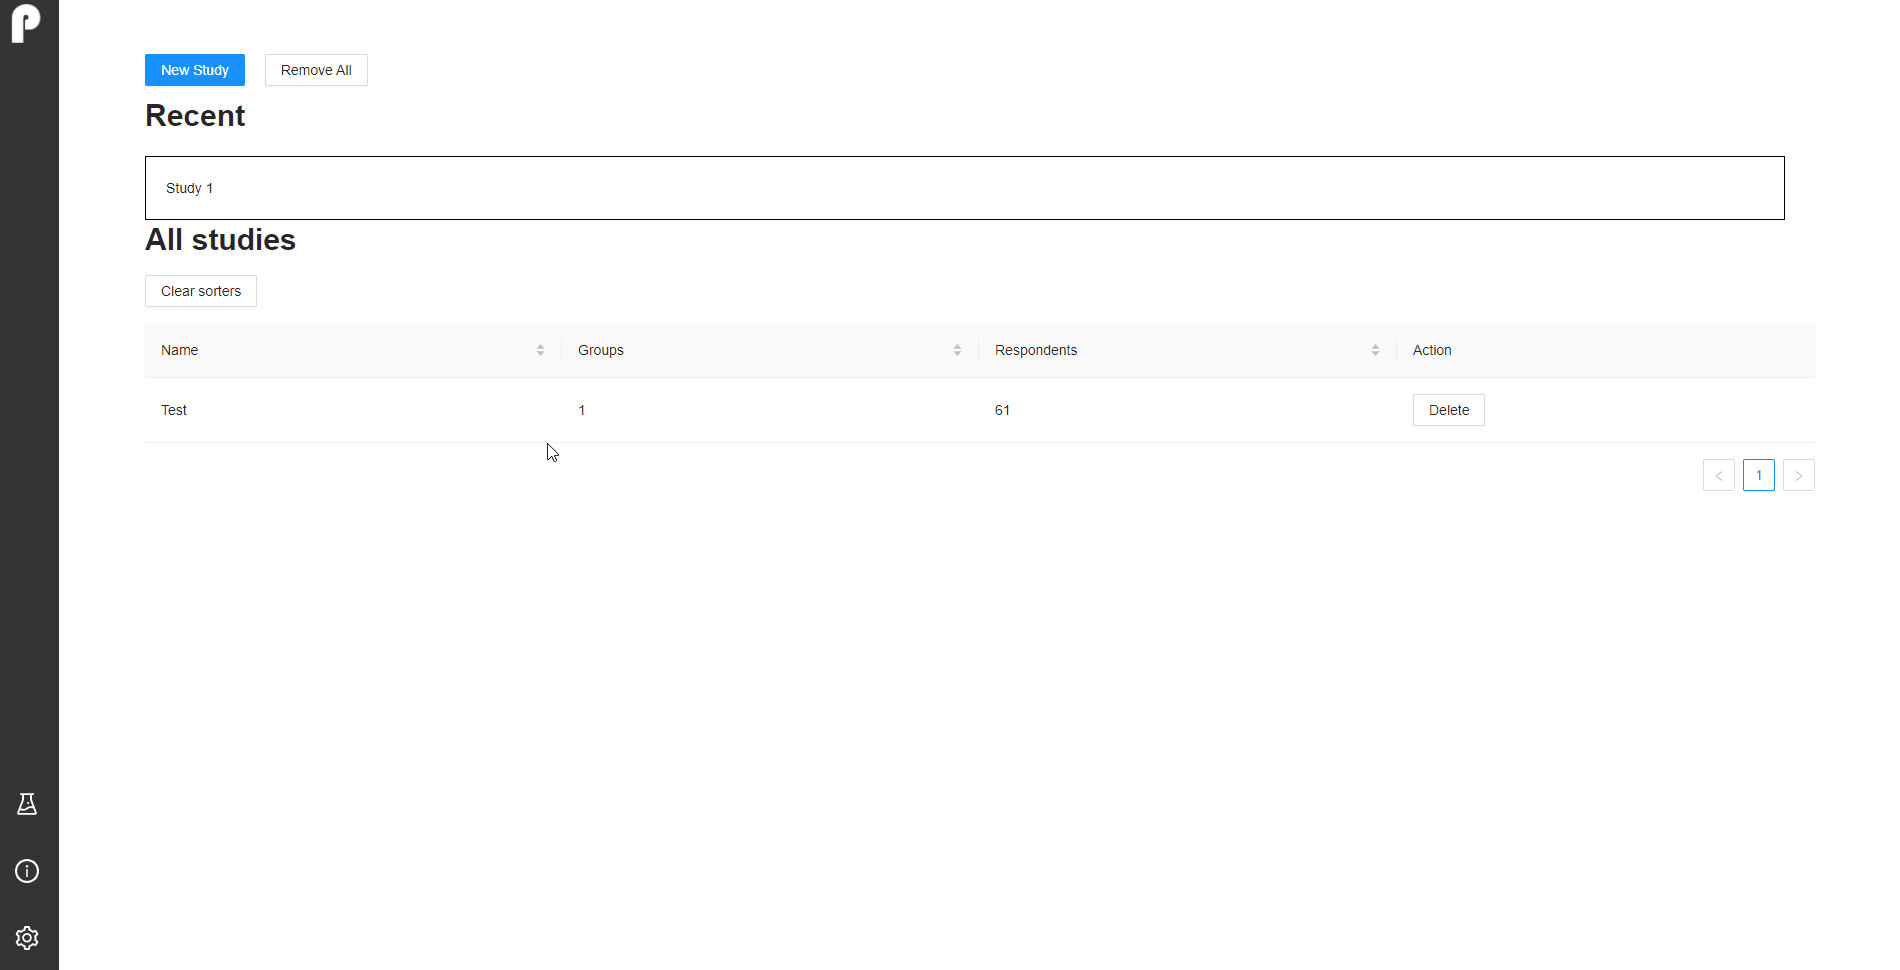 New Study Remove All
Recent
Study 1
All studies
Clear sorters
Name Groups Respondents Action
Test 1 61 Delete
< 1 >